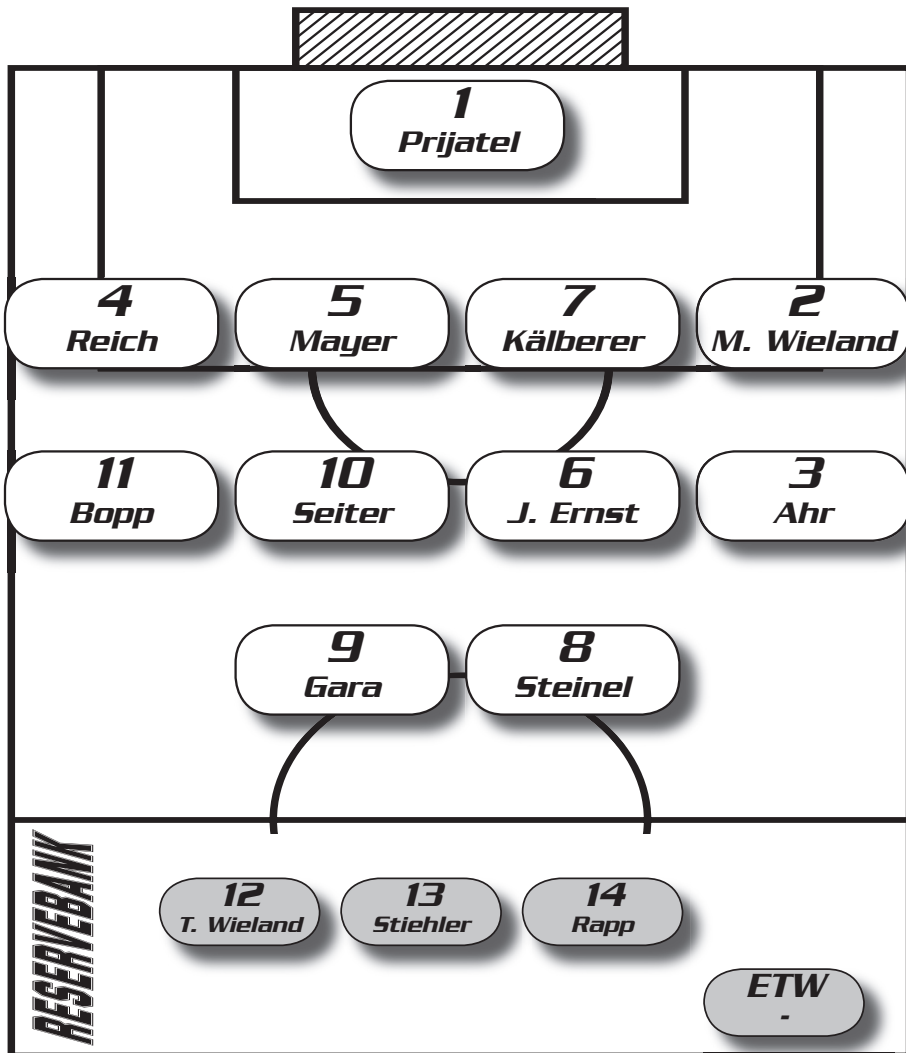 1
Prijatel
4
Reich
5
Mayer
7
Kälberer
2
M. Wieland
11
Bopp
10
Seiter
6
J. Ernst
3
Ahr
9
Gara
8
Steinel
RESERVEBANK
12
T. Wieland
13
Stiehler
14
Rapp
ETW
-